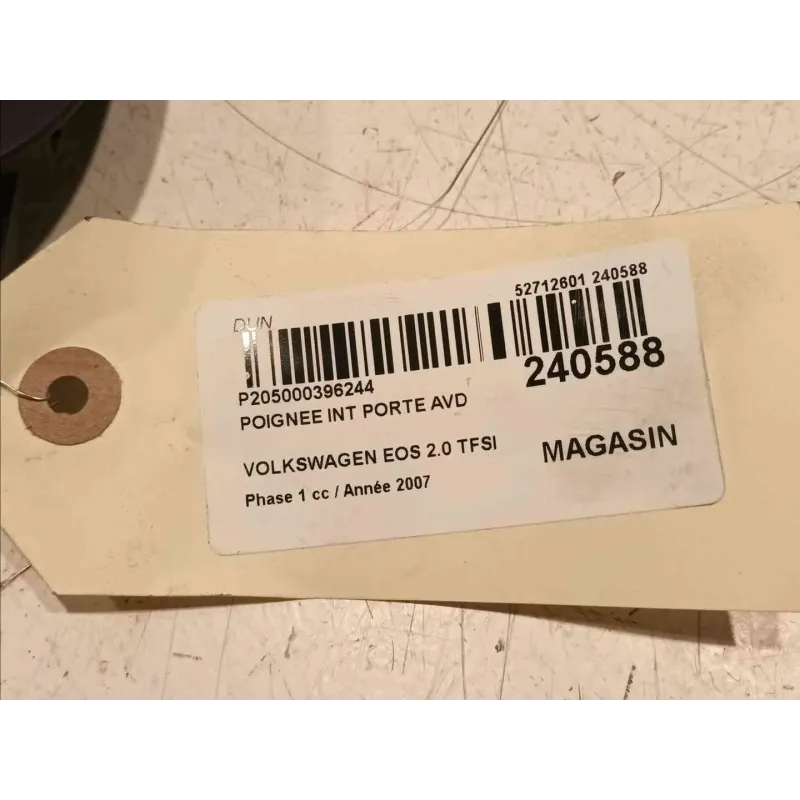 52712601 240588
DUN
240588
P205000396244
POIGNEE INT PORTE AVD
VOLKSWAGEN EOS 2.0 TFSI
MAGASIN
Phase 1 cc / Année 2007